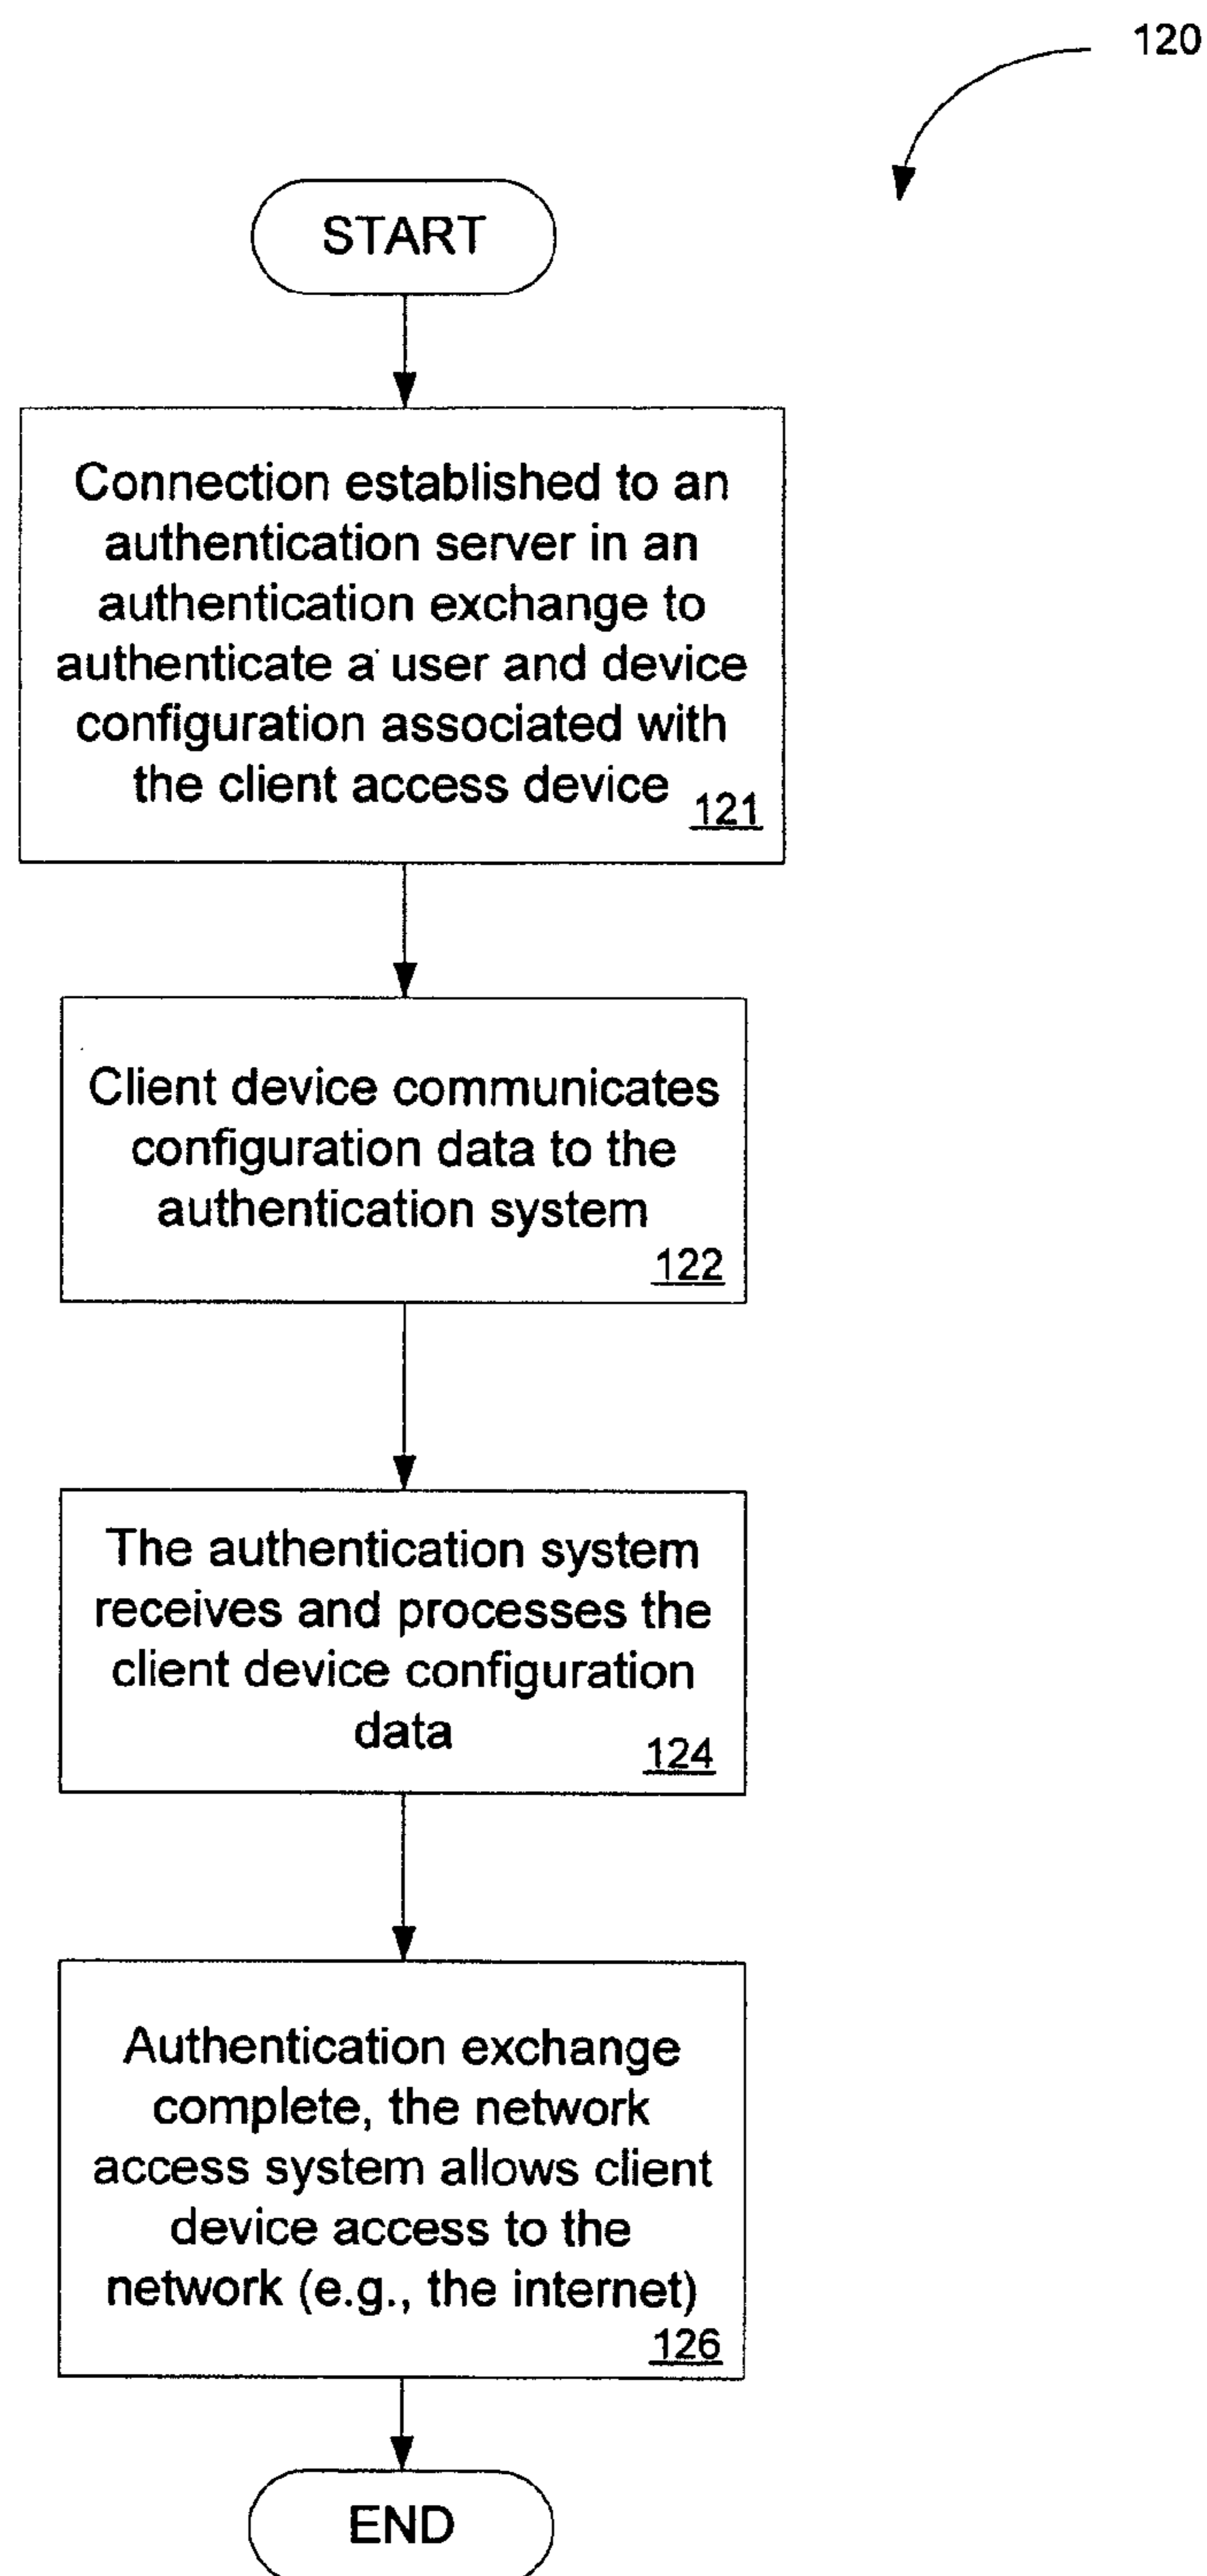 120
START
Connection established to an
authentication server in an
authentication exchange to
authenticate a user and device
configuration associated with
the client access device
121
Client device communicates
configuration data to the
authentication system
122
The authentication system
receives and processes the
client device configuration
data
124
Authentication exchange
complete, the network
access system allows client
device access to the
network (e.g., the internet)
126
END